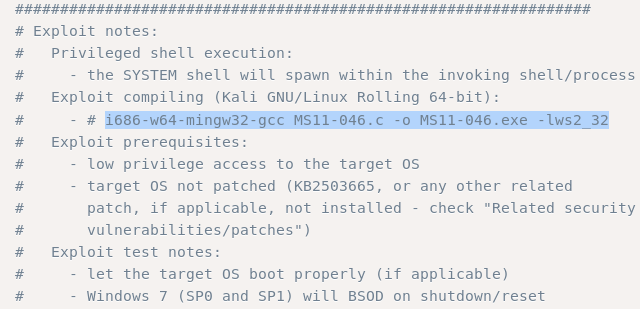 ################################################################
# Exploit notes:
#   Privileged shell execution:
#     - the SYSTEM shell will spawn within the invoking shell/process
#   Exploit compiling (Kali GNU/Linux Rolling 64-bit):
#     - # i686-w64-mingw32-gcc MS11-046.c -o MS11-046.exe -lws2_32
#   Exploit prerequisites:
#     - low privilege access to the target OS
#     - target OS not patched (KB2503665, or any other related
#       patch, if applicable, not installed - check "Related security
#       vulnerabilities/patches")
#   Exploit test notes:
#     - let the target OS boot properly (if applicable)
#     - Windows 7 (SP0 and SP1) will BSOD on shutdown/reset